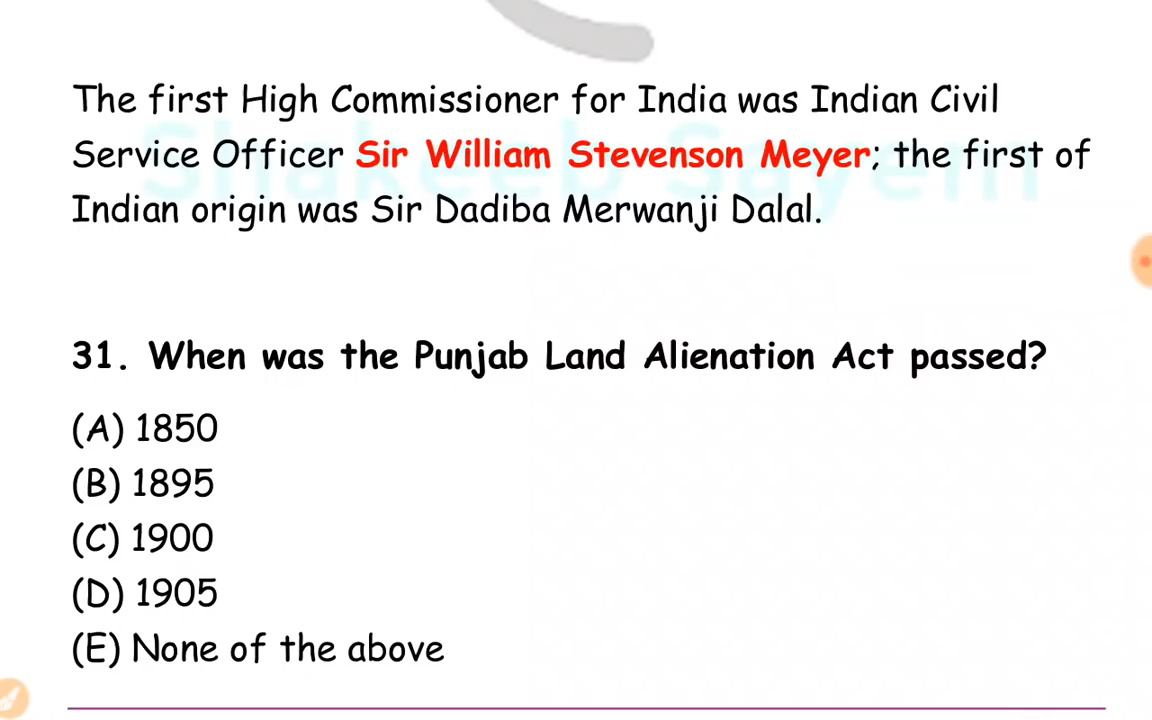 The first High Commissioner for India was Indian Civil
Service Officer Sir William Stevenson Meyer; the first of
Indian origin was Sir Dadiba Merwanji Dalal.
Shakeeb Sayem
31. When was the Punjab Land Alienation Act passed?
(A) 1850
(B) 1895
(C) 1900
(D) 1905
(E) None of the above